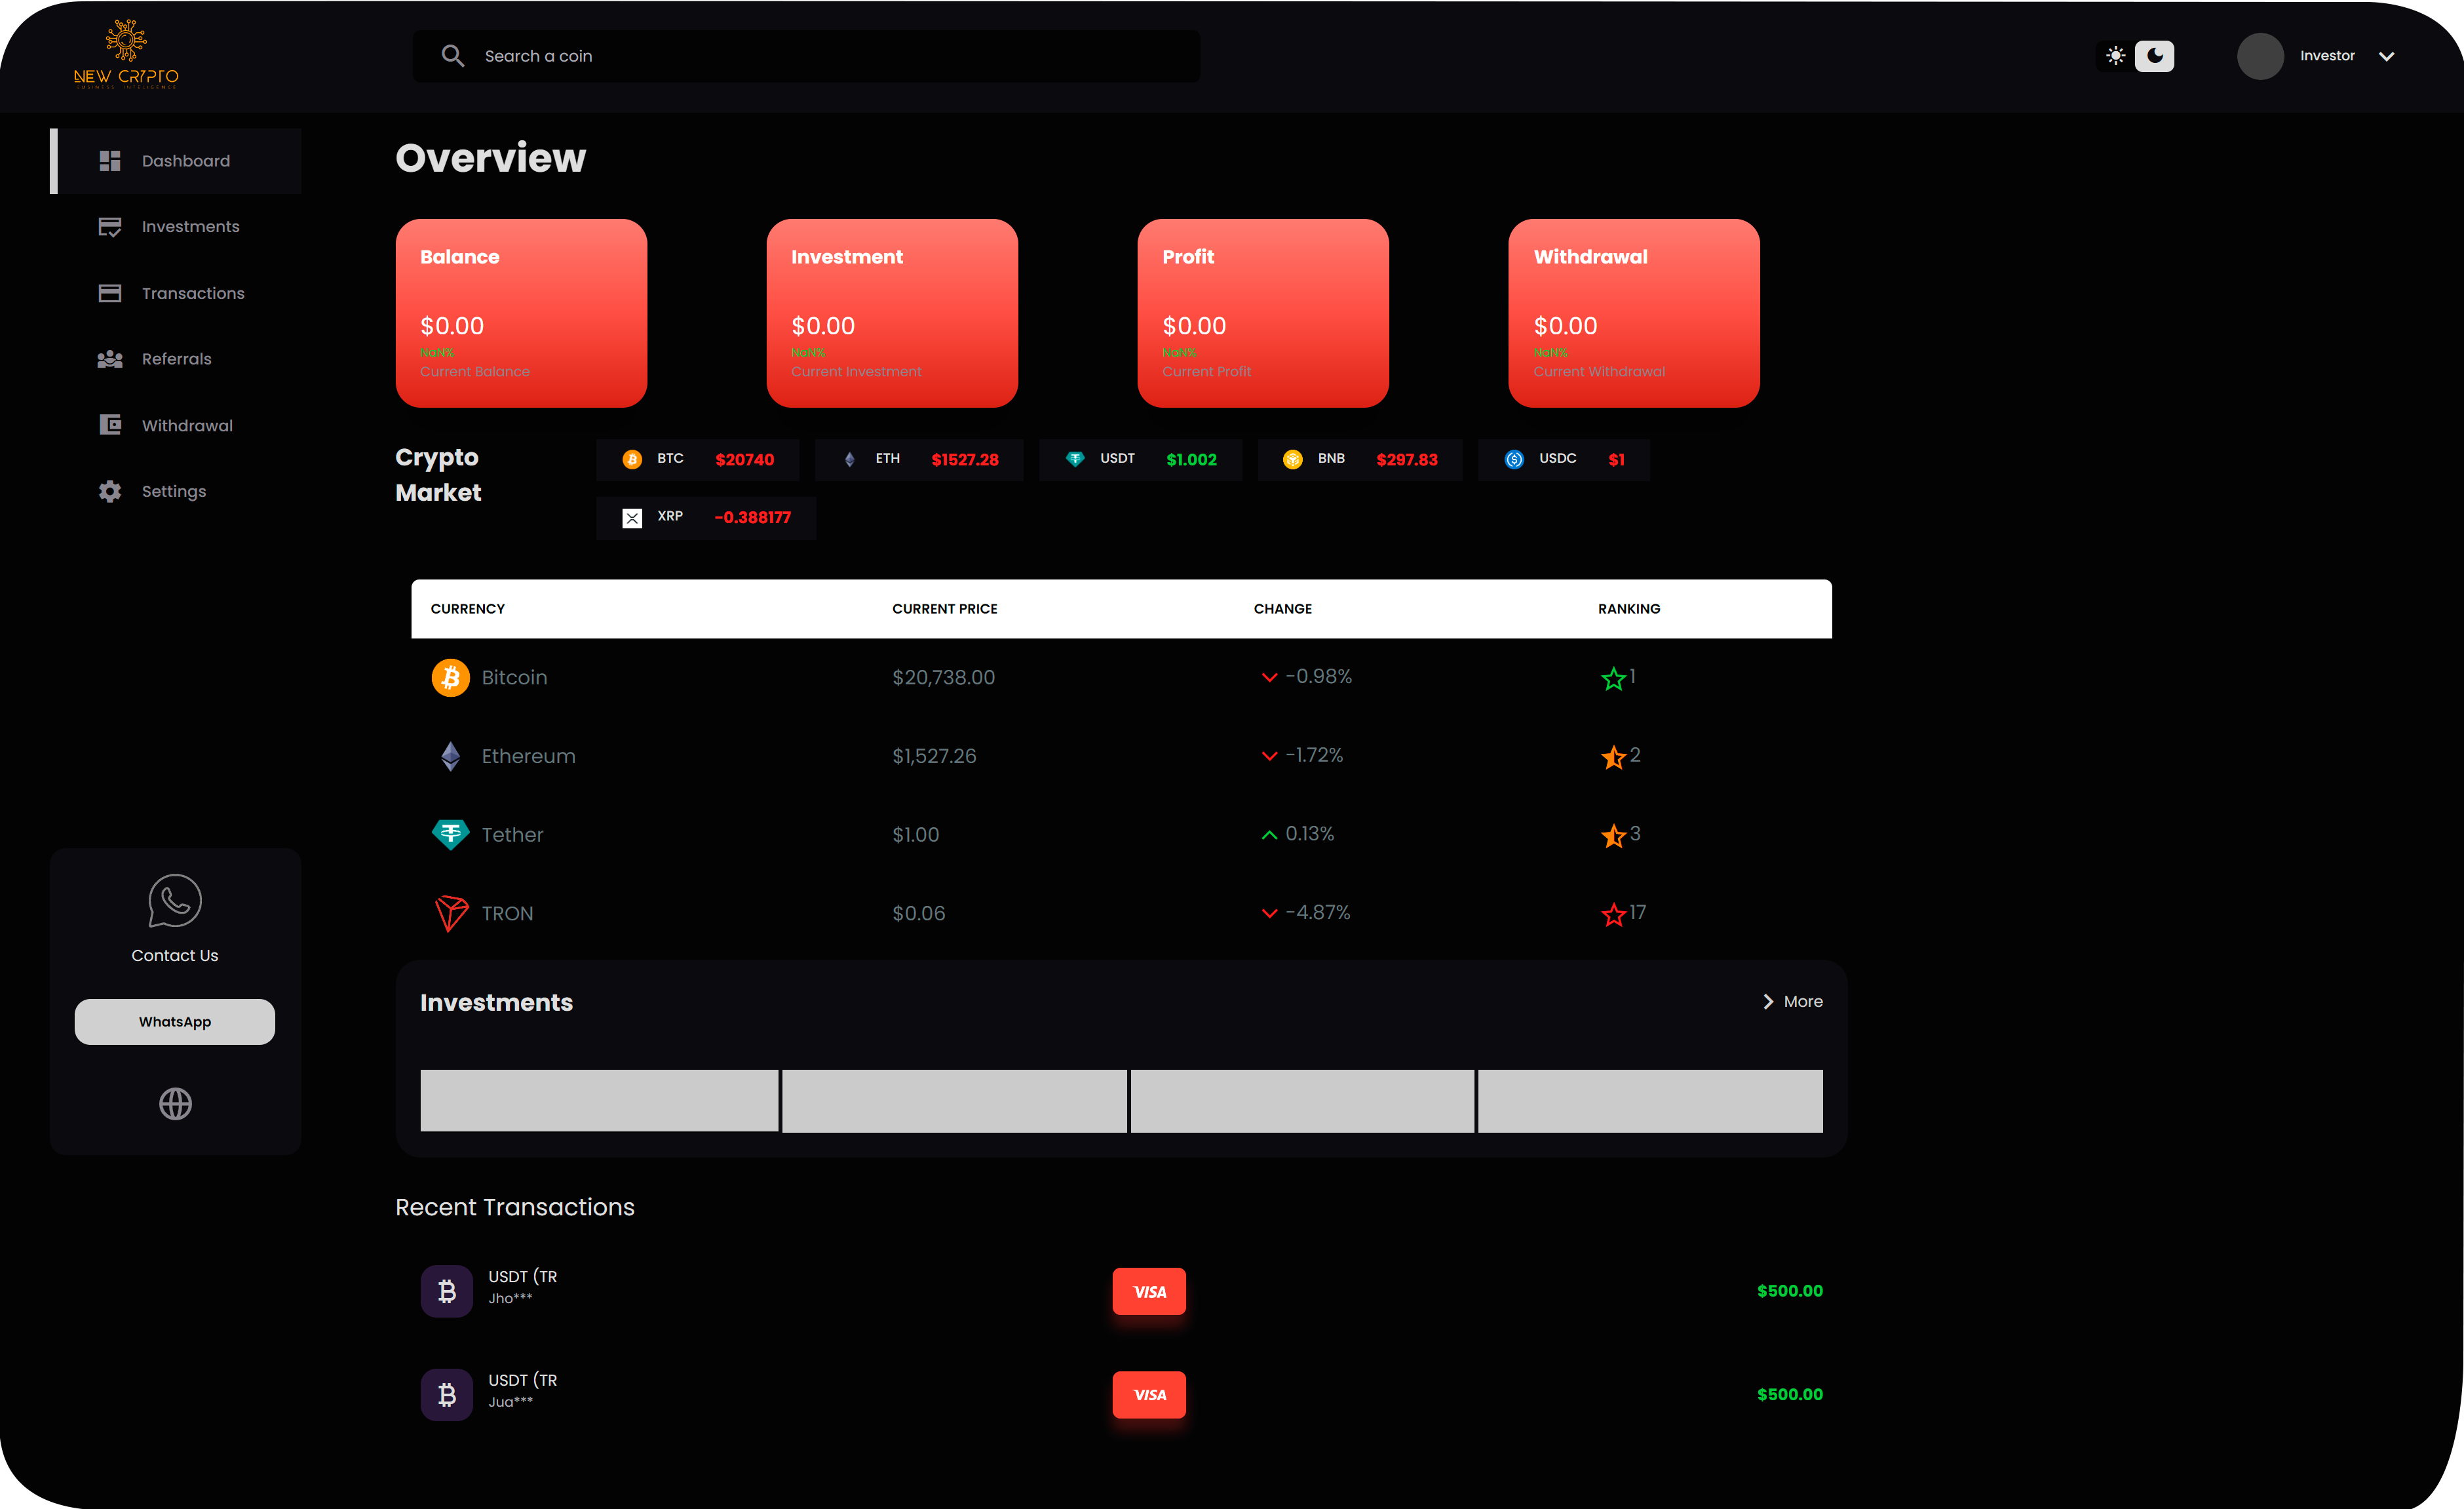 NEW CRYPTO
BUSINESS INTELIGENCE
Search a coin
Investor
Dashboard
Investments
Transactions
Referrals
Withdrawal
Settings
Contact Us
WhatsApp
Overview
Balance
$0.00
NaN%
Current Balance
Investment
$0.00
NaN%
Current Investment
Profit
$0.00
NaN%
Current Profit
Withdrawal
$0.00
NaN%
Current Withdrawal
Crypto
Market
BTC $20740
ETH $1527.28
USDT $1.002
BNB $297.83
USDC $1
XRP -0.388177
CURRENCY CURRENT PRICE CHANGE RANKING
Bitcoin $20,738.00 -0.98% 1
Ethereum $1,527.26 -1.72% 2
Tether $1.00 0.13% 3
TRON $0.06 -4.87% 17
Investments
More
Recent Transactions
USDT (TR
Jho***
VISA
$500.00
USDT (TR
Jua***
VISA
$500.00